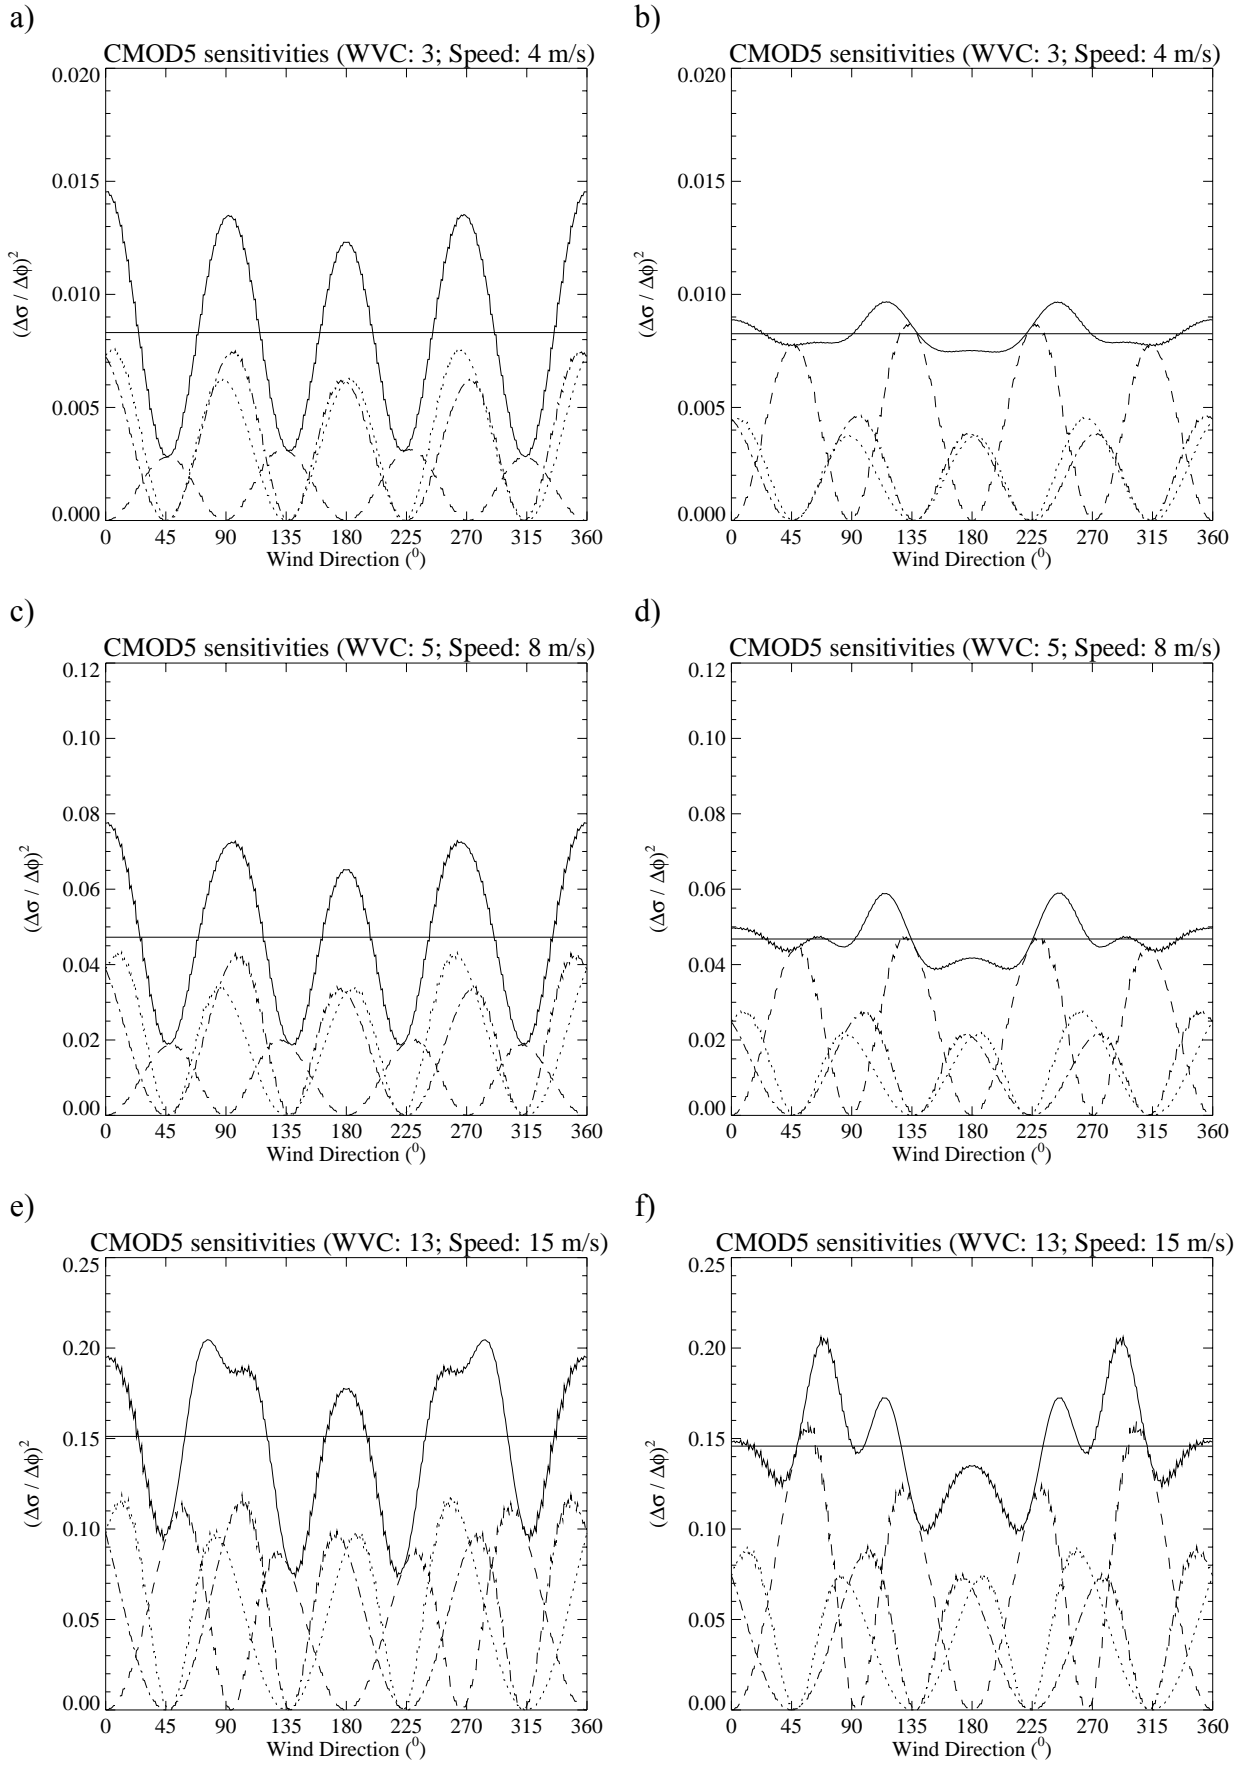 a)
CMOD5 sensitivities (WVC: 3; Speed: 4 m/s)
0.020
0.015
0.010
0.005
0.000
(Δσ / Δϕ)²
0 45 90 135 180 225 270 315 360
Wind Direction (⁰)
b)
CMOD5 sensitivities (WVC: 3; Speed: 4 m/s)
0.020
0.015
0.010
0.005
0.000
(Δσ / Δϕ)²
0 45 90 135 180 225 270 315 360
Wind Direction (⁰)
c)
CMOD5 sensitivities (WVC: 5; Speed: 8 m/s)
0.12
0.10
0.08
0.06
0.04
0.02
0.00
(Δσ / Δϕ)²
0 45 90 135 180 225 270 315 360
Wind Direction (⁰)
d)
CMOD5 sensitivities (WVC: 5; Speed: 8 m/s)
0.12
0.10
0.08
0.06
0.04
0.02
0.00
(Δσ / Δϕ)²
0 45 90 135 180 225 270 315 360
Wind Direction (⁰)
e)
CMOD5 sensitivities (WVC: 13; Speed: 15 m/s)
0.25
0.20
0.15
0.10
0.05
0.00
(Δσ / Δϕ)²
0 45 90 135 180 225 270 315 360
Wind Direction (⁰)
f)
CMOD5 sensitivities (WVC: 13; Speed: 15 m/s)
0.25
0.20
0.15
0.10
0.05
0.00
(Δσ / Δϕ)²
0 45 90 135 180 225 270 315 360
Wind Direction (⁰)